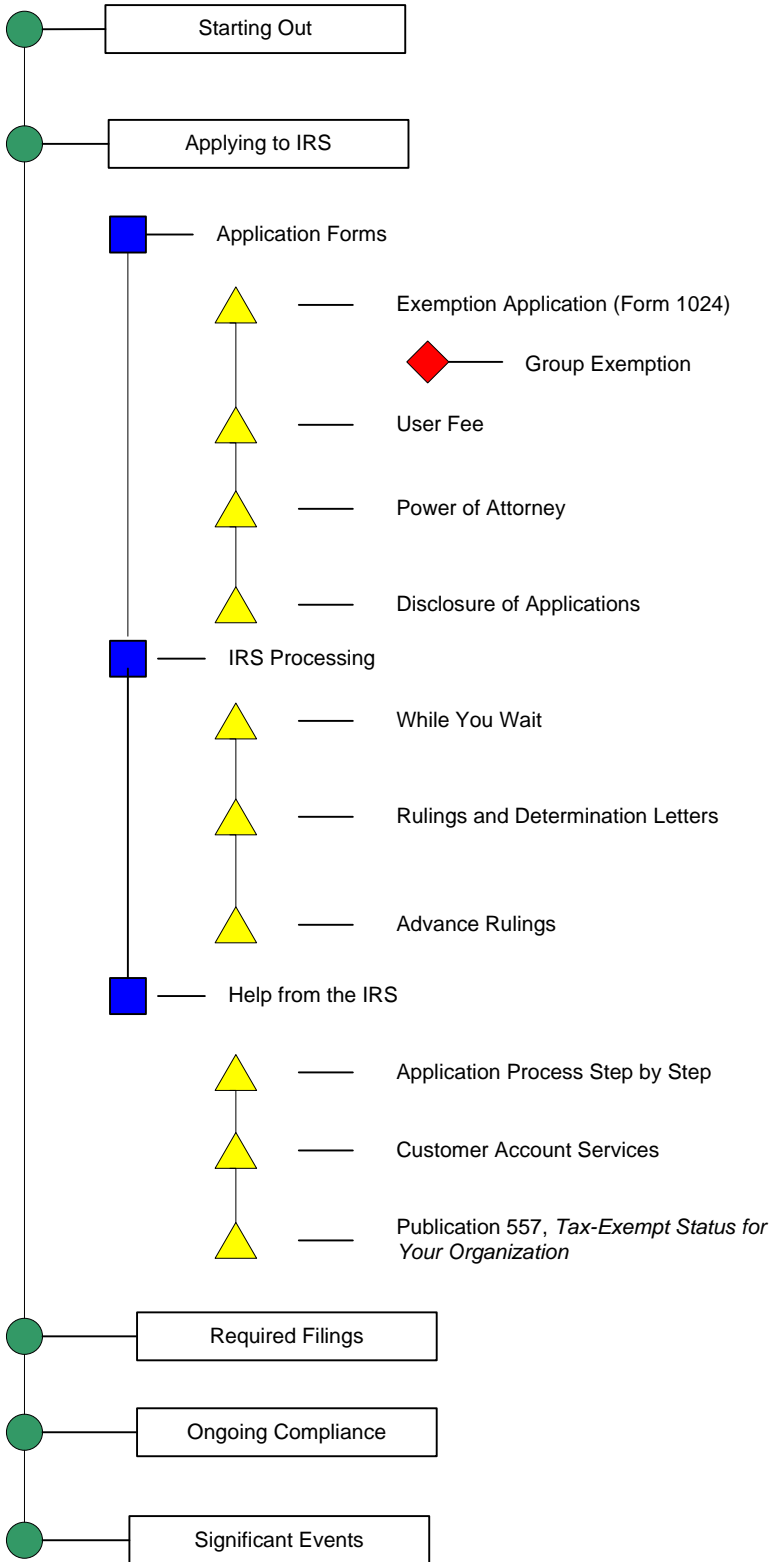 Starting Out
Applying to IRS
Application Forms
Exemption Application (Form 1024)
Group Exemption
User Fee
Power of Attorney
Disclosure of Applications
IRS Processing
While You Wait
Rulings and Determination Letters
Advance Rulings
Help from the IRS
Application Process Step by Step
Customer Account Services
Publication 557, Tax-Exempt Status for
Your Organization
Required Filings
Ongoing Compliance
Significant Events